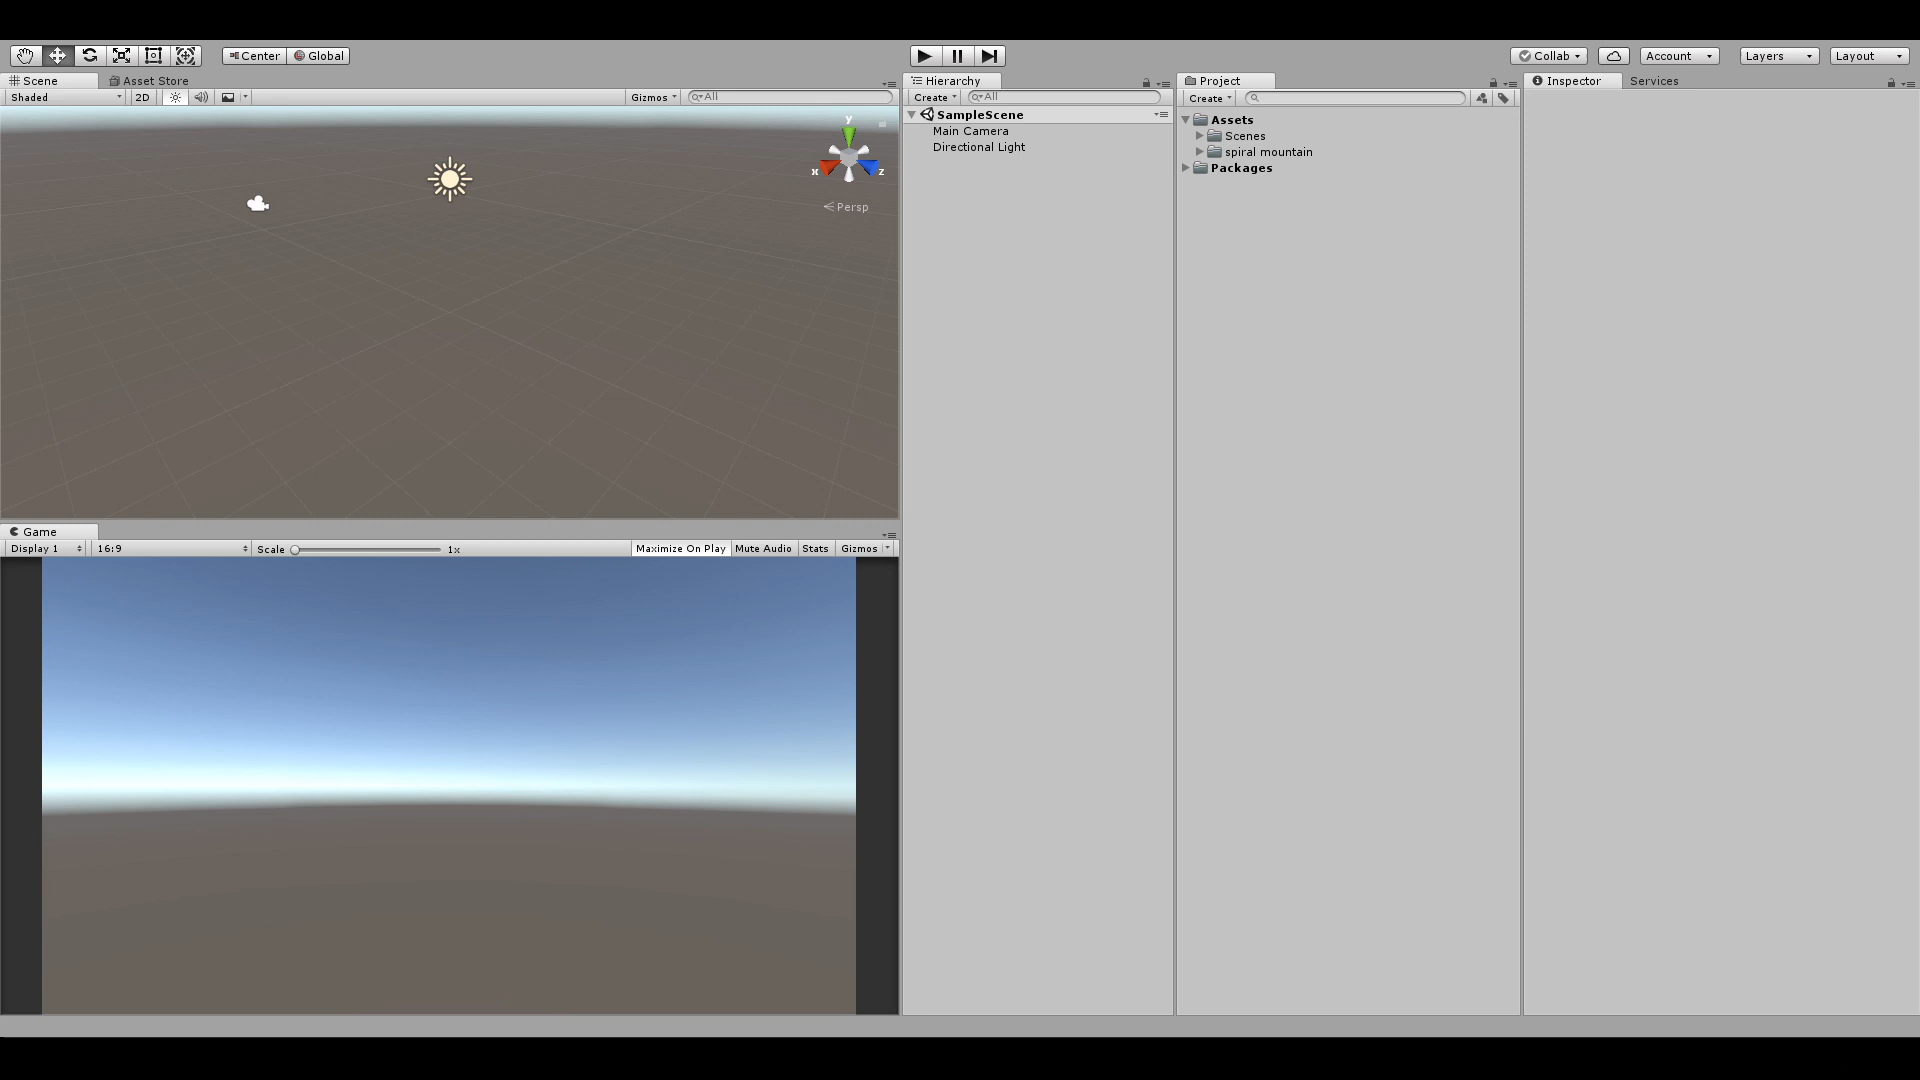 Center Global
Collab Account Layers Layout
Scene Asset Store
Shaded 2D Gizmos All
y
x z
Persp
Game
Display 1 16:9 Scale 1x Maximize On Play Mute Audio Stats Gizmos
Hierarchy
Create All
SampleScene
Main Camera
Directional Light
Project
Create
Assets
Scenes
spiral mountain
Packages
Inspector Services